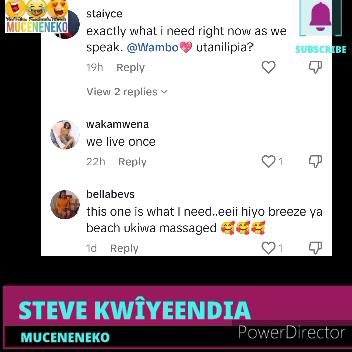 MUCENENEKO
SUBSCRIBE
staiyce
exactly what i need right now as we
speak. @Wambo💖 utanilipia?
19h Reply
View 2 replies
wakamwena
we live once
22h Reply 1
bellabevs
this one is what I need..eeii hiyo breeze ya
beach ukiwa massaged 🥰🥰🥰
1d Reply 1
STEVE KWÎYEENDIA
MUCENENEKO
PowerDirector